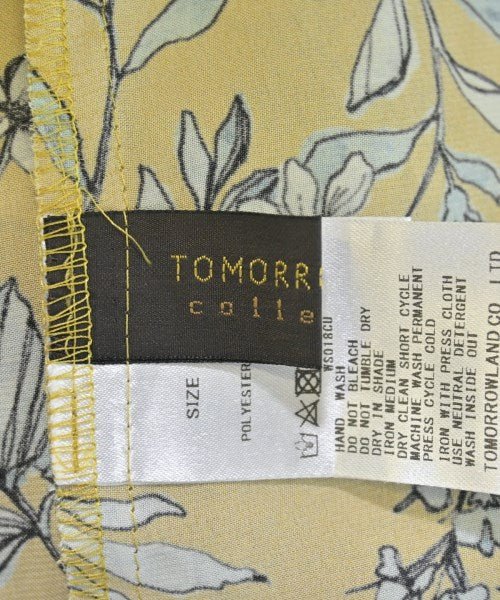 TOMORR
colle
SIZE
POLYESTER
WS018CU
HAND WASH
DO NOT BLEACH
DO NOT TUMBLE DRY
DRY IN SHADE
IRON MEDIUM
DRY CLEAN SHORT CYCLE
MACHINE WASH PERMANENT
PRESS CYCLE COLD
IRON WITH PRESS CLOTH
USE NEUTRAL DETERGENT
WASH INSIDE OUT
TOMORROWLAND CO. LTD